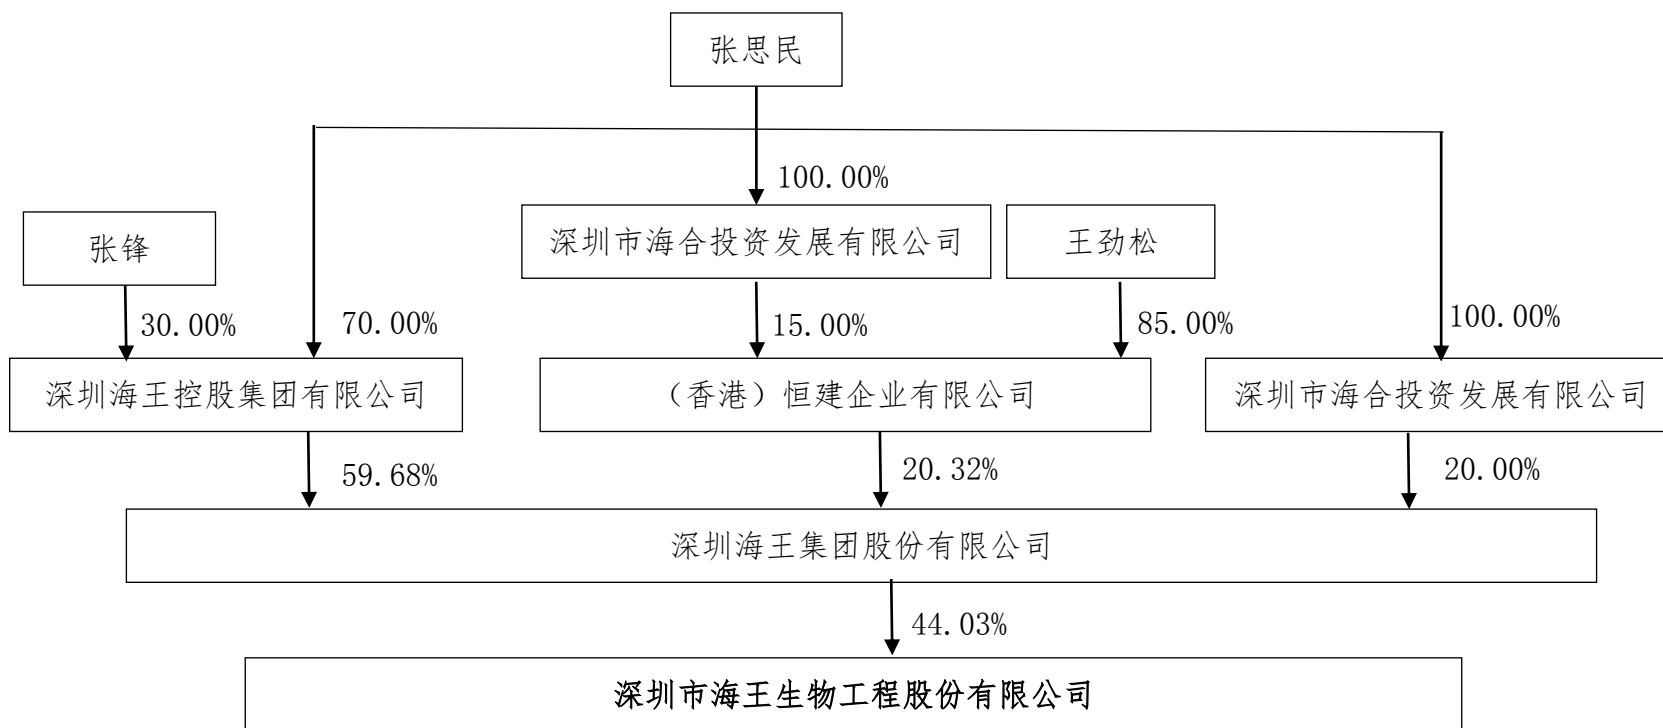 张思民
100.00%
张锋
深圳市海合投资发展有限公司
王劲松
30.00%
70.00%
15.00%
85.00%
100.00%
深圳海王控股集团有限公司
（香港）恒建企业有限公司
深圳市海合投资发展有限公司
59.68%
20.32%
20.00%
深圳海王集团股份有限公司
44.03%
深圳市海王生物工程股份有限公司